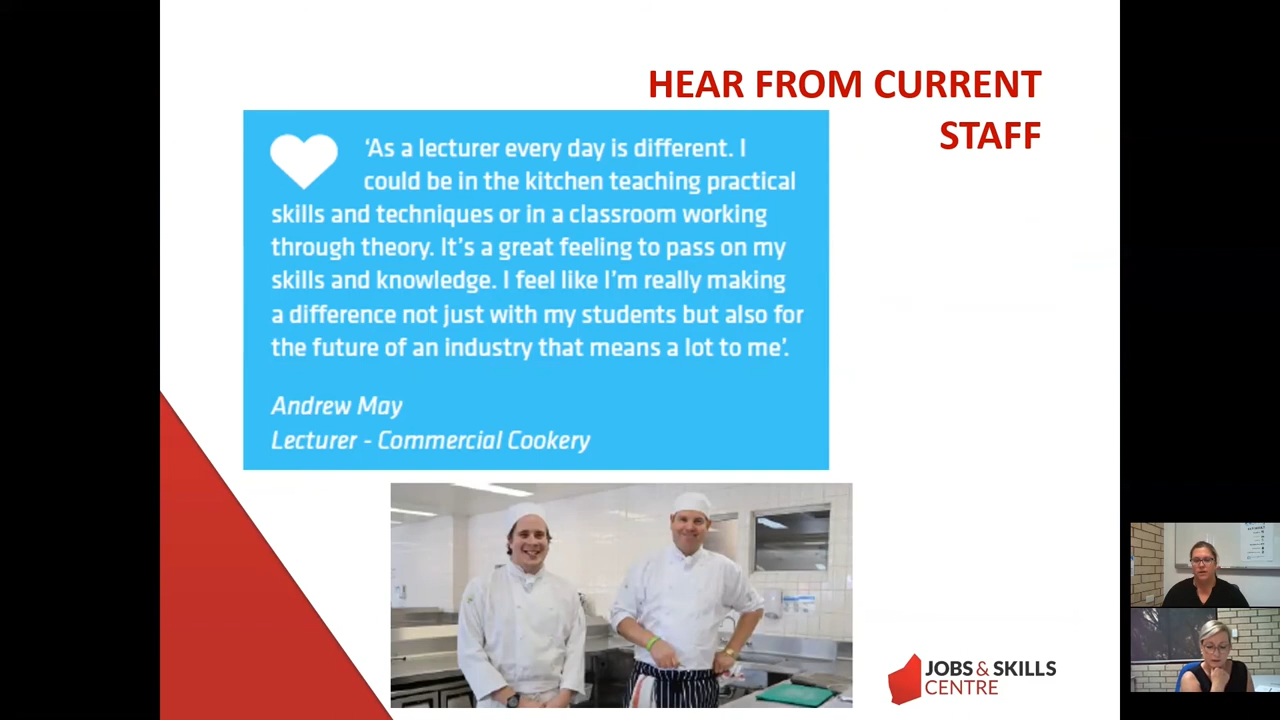 HEAR FROM CURRENT
STAFF
‘As a lecturer every day is different. I
could be in the kitchen teaching practical
skills and techniques or in a classroom working
through theory. It’s a great feeling to pass on my
skills and knowledge. I feel like I’m really making
a difference not just with my students but also for
the future of an industry that means a lot to me’.
Andrew May
Lecturer - Commercial Cookery
JOBS & SKILLS
CENTRE